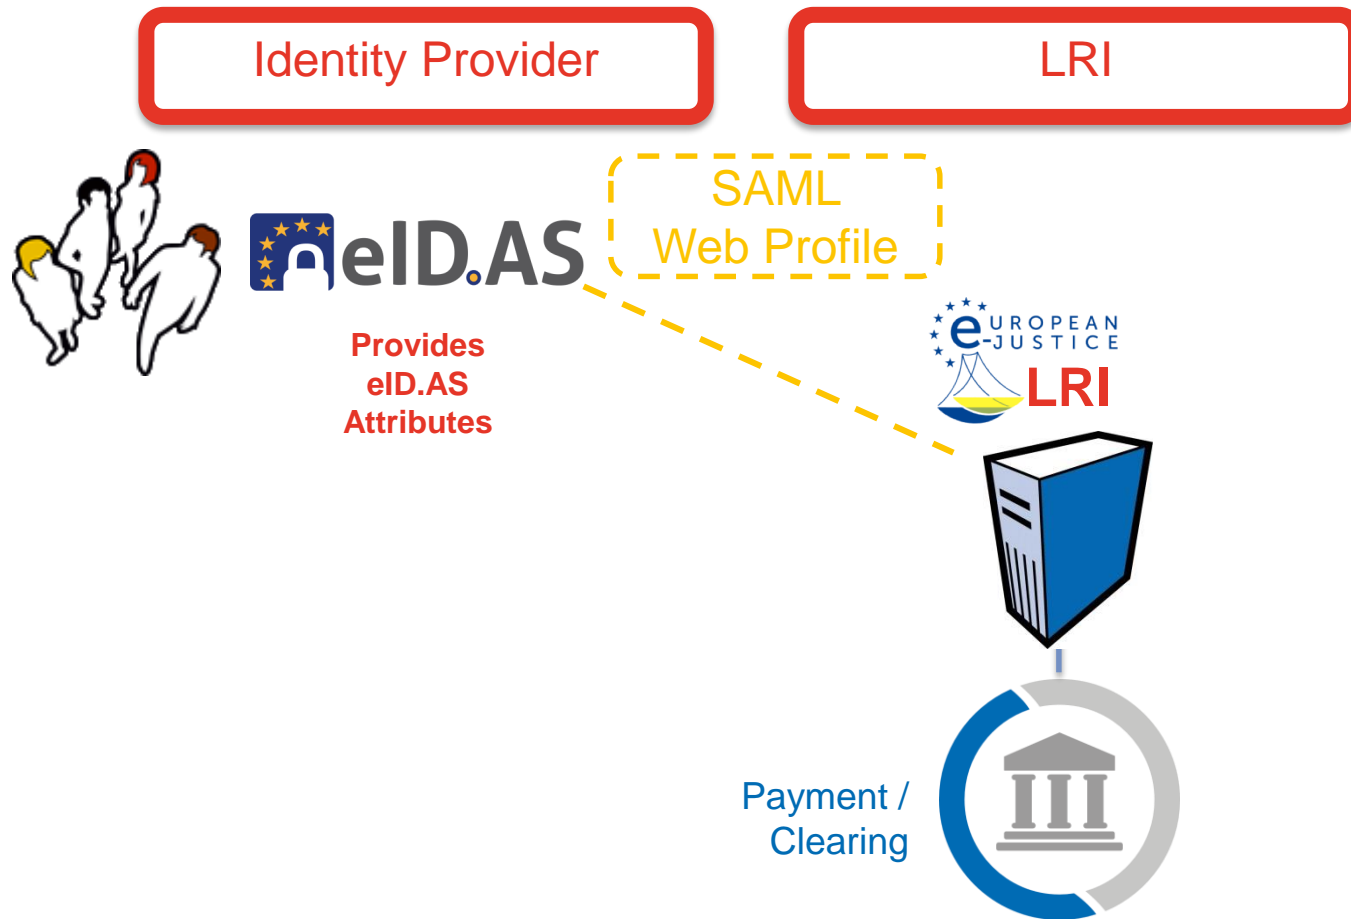 Identity Provider
LRI
SAML
Web Profile
eID.AS
Provides
eID.AS
Attributes
eUROPEAN
-JUSTICE
LRI
Payment /
Clearing